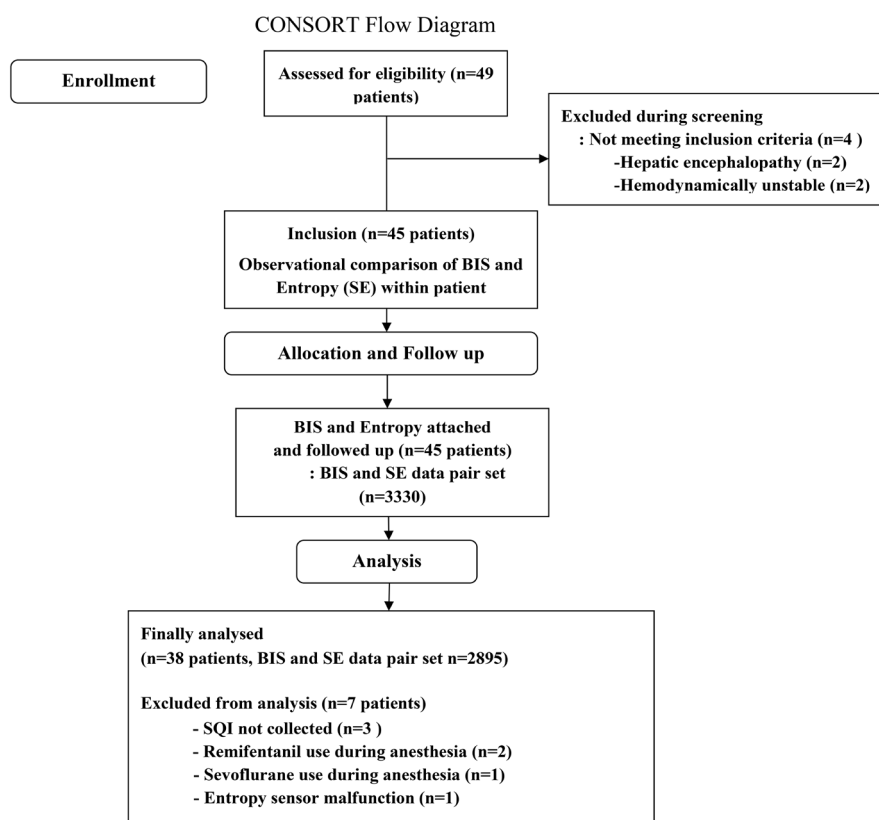 CONSORT Flow Diagram
Enrollment
Assessed for eligibility (n=49
patients)
Excluded during screening
: Not meeting inclusion criteria (n=4 )
-Hepatic encephalopathy (n=2)
-Hemodynamically unstable (n=2)
Inclusion (n=45 patients)
Observational comparison of BIS and
Entropy (SE) within patient
Allocation and Follow up
BIS and Entropy attached
and followed up (n=45 patients)
: BIS and SE data pair set
(n=3330)
Analysis
Finally analysed
(n=38 patients, BIS and SE data pair set n=2895)
Excluded from analysis (n=7 patients)
- SQI not collected (n=3 )
- Remifentanil use during anesthesia (n=2)
- Sevoflurane use during anesthesia (n=1)
- Entropy sensor malfunction (n=1)